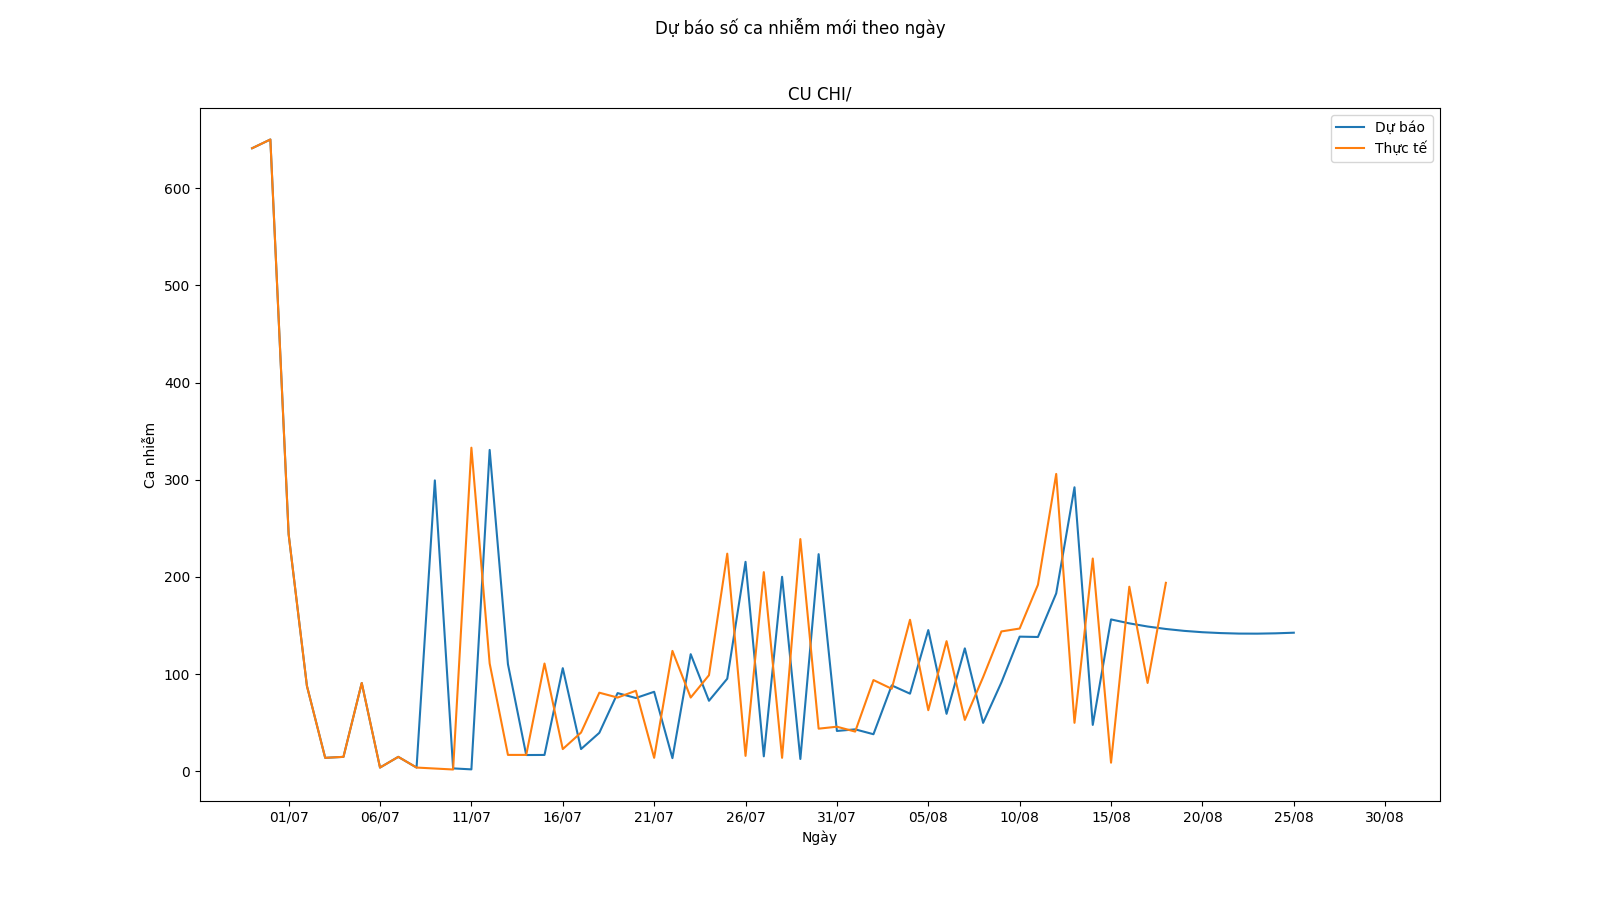 Dự báo số ca nhiễm mới theo ngày
CU CHI/
Dự báo
Thực tế
600
500
400
300
200
100
0
Ca nhiễm
01/07 06/07 11/07 16/07 21/07 26/07 31/07 05/08 10/08 15/08 20/08 25/08 30/08
Ngày